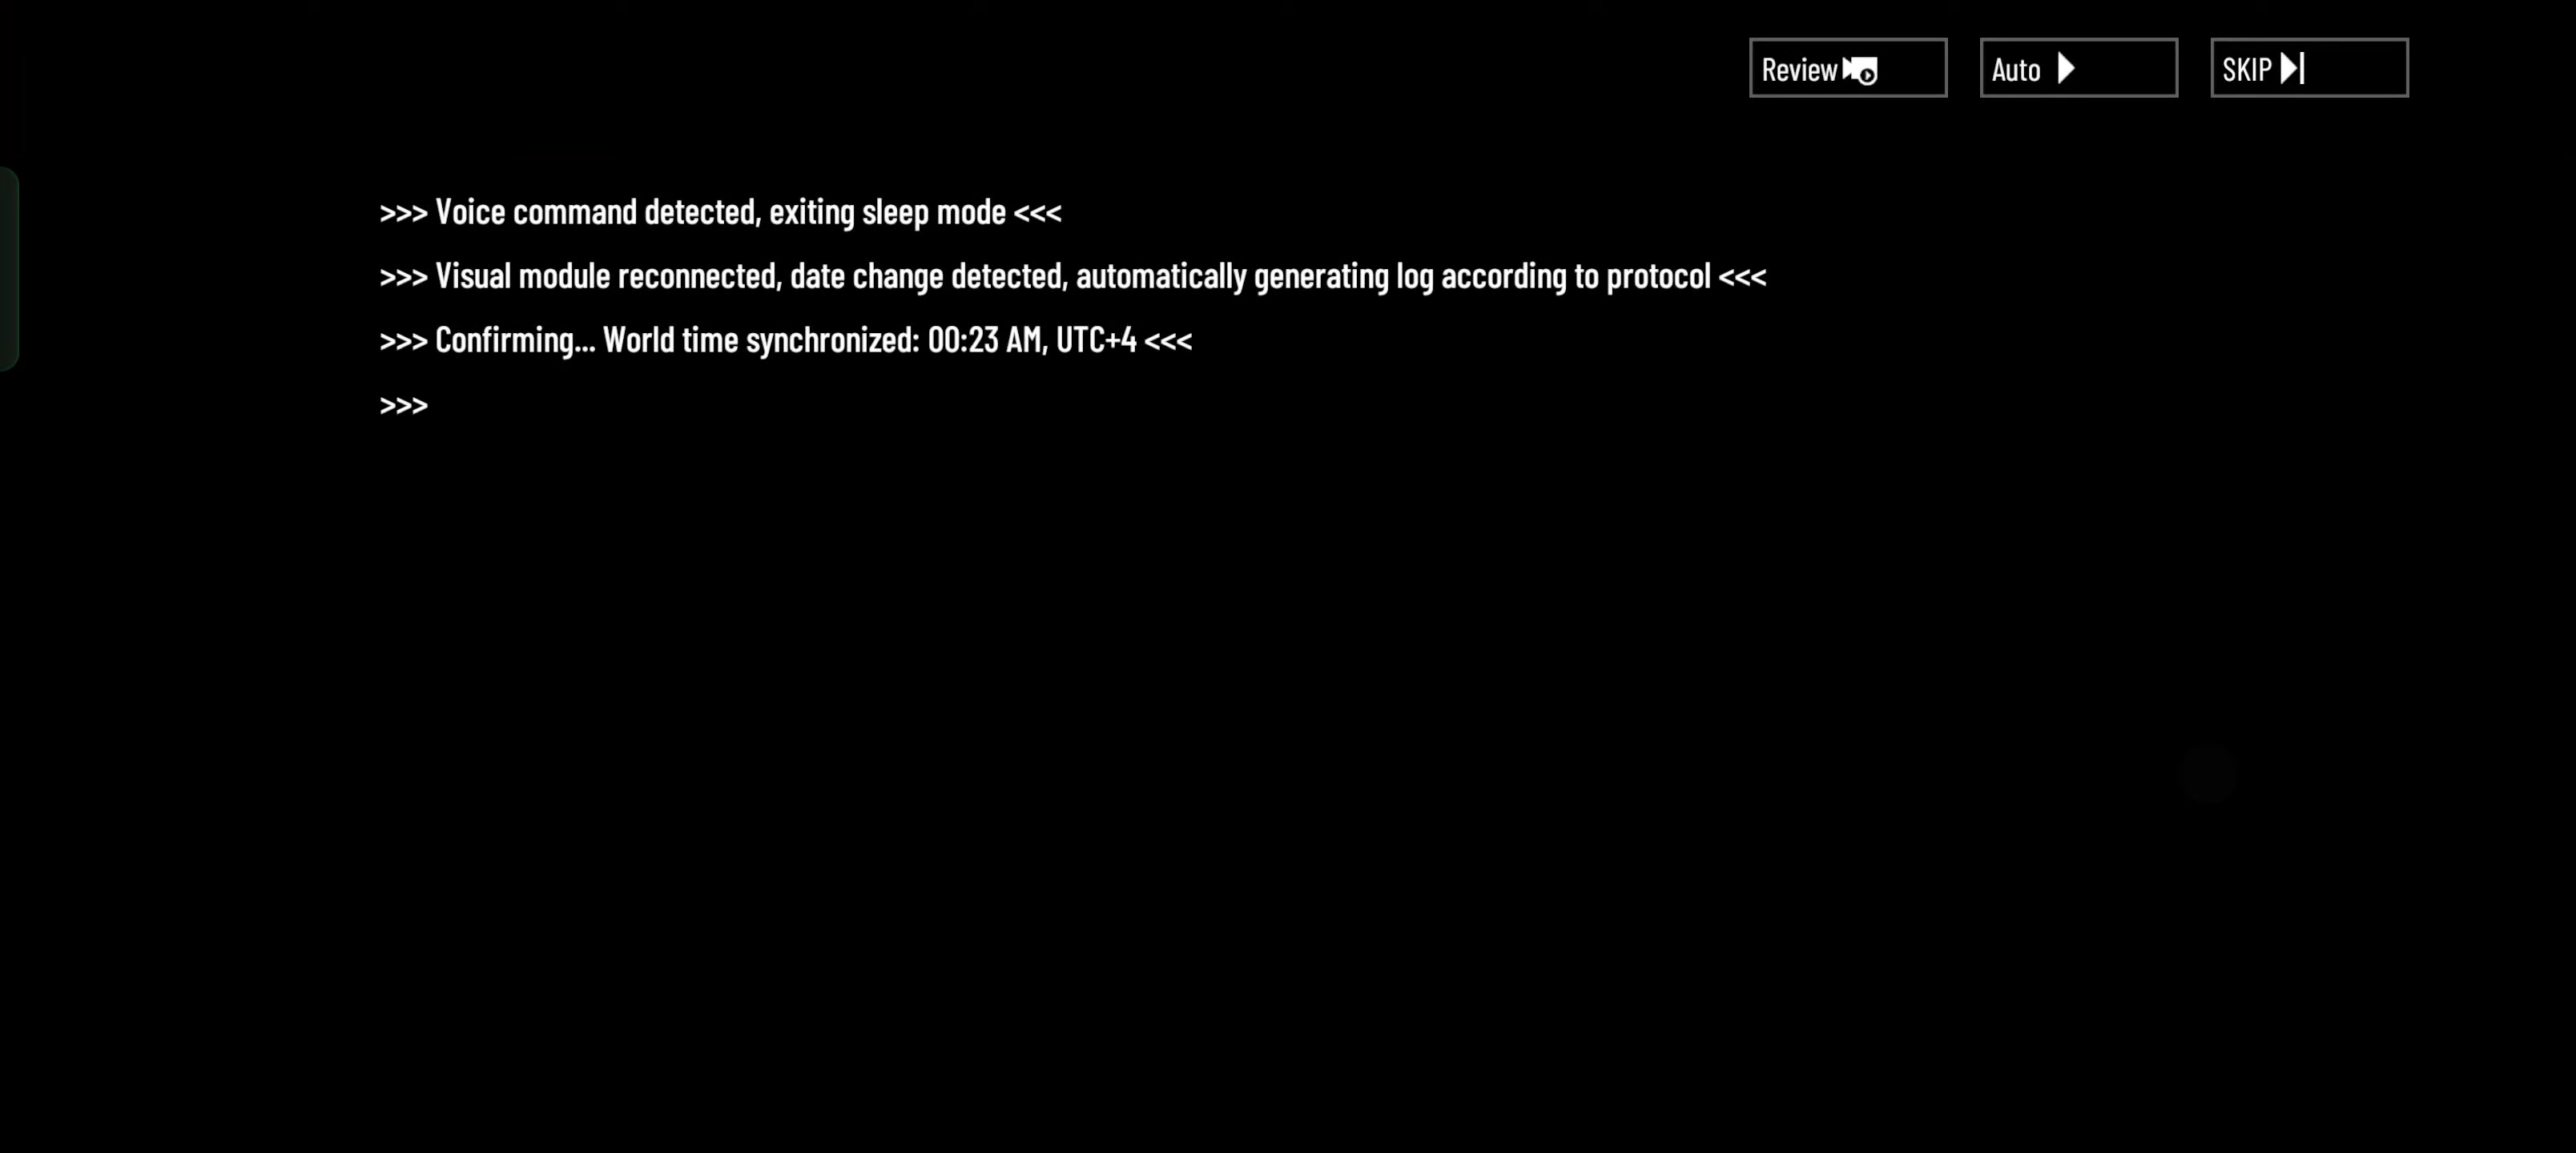 Review
Auto
SKIP
>>> Voice command detected, exiting sleep mode <<<
>>> Visual module reconnected, date change detected, automatically generating log according to protocol <<<
>>> Confirming... World time synchronized: 00:23 AM, UTC+4 <<<
>>>